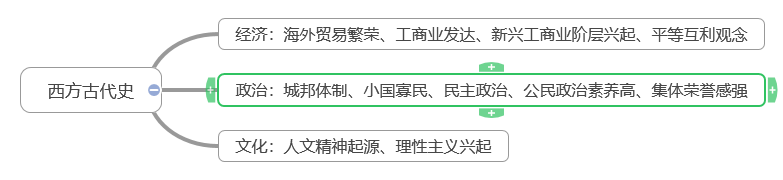 经济：海外贸易繁荣、工商业发达、新兴工商业阶层兴起、平等互利观念
西方古代史
政治：城邦体制、小国寡民、民主政治、公民政治素养高、集体荣誉感强
文化：人文精神起源、理性主义兴起